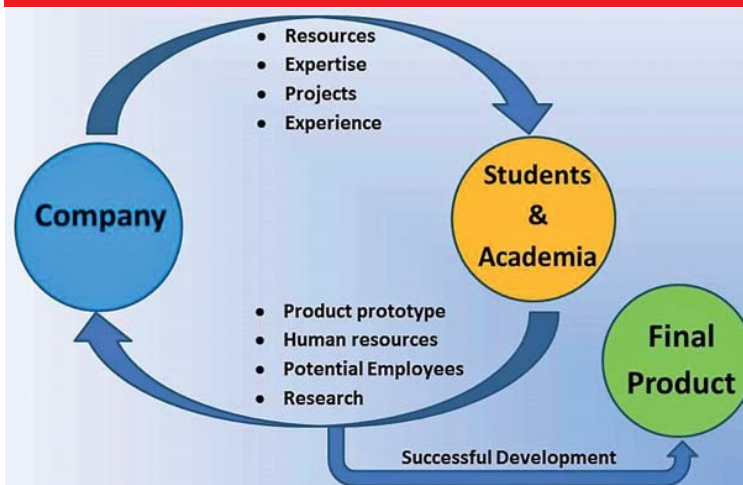 Resources
Expertise
Projects
Experience
Company
Students
&
Academia
Product prototype
Human resources
Potential Employees
Research
Final
Product
Successful Development